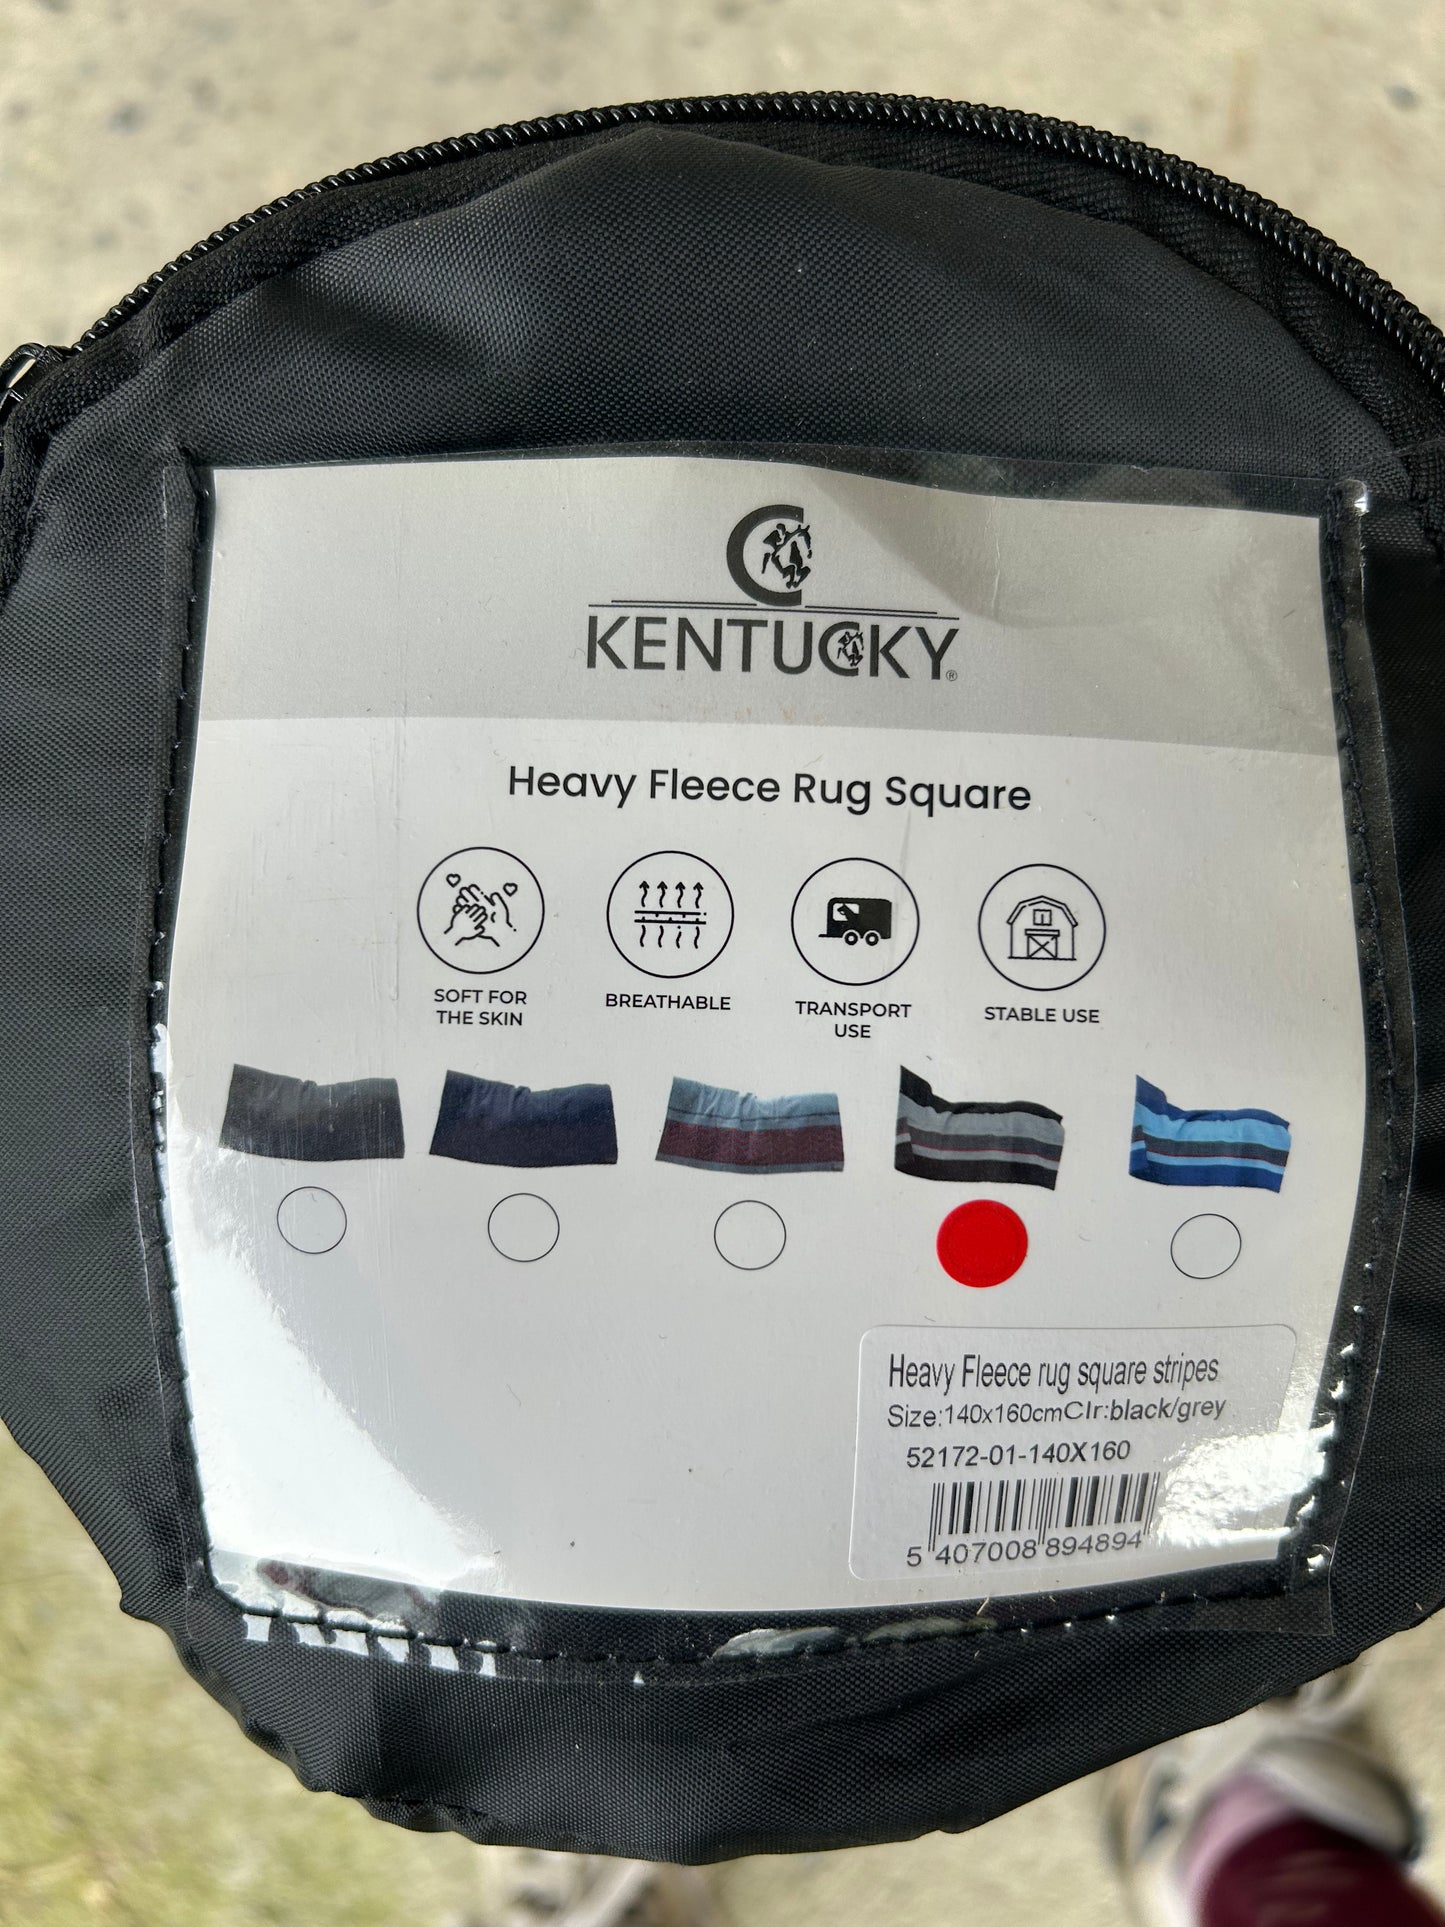 KENTUCKY®
Heavy Fleece Rug Square
SOFT FOR
THE SKIN
BREATHABLE
TRANSPORT
USE
STABLE USE
Heavy Fleece rug square stripes
Size:140x160cmClr:black/grey
52172-01-140X160
5 407008 894894